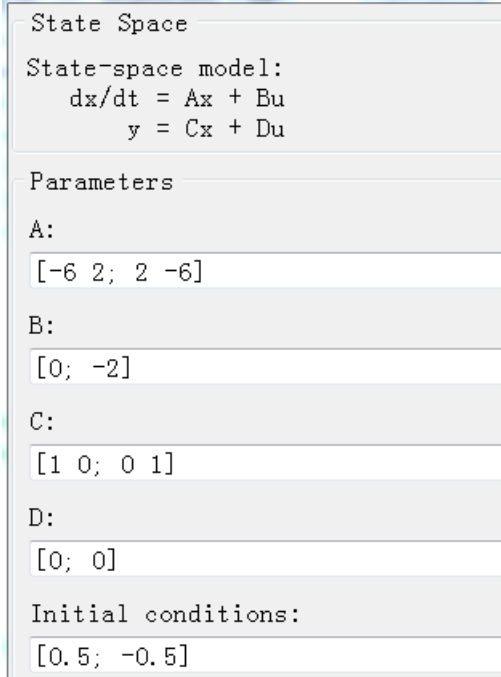 State Space
State-space model:
dx/dt = Ax + Bu
y = Cx + Du
Parameters
A:
[-6 2; 2 -6]
B:
[0; -2]
C:
[1 0; 0 1]
D:
[0; 0]
Initial conditions:
[0.5; -0.5]